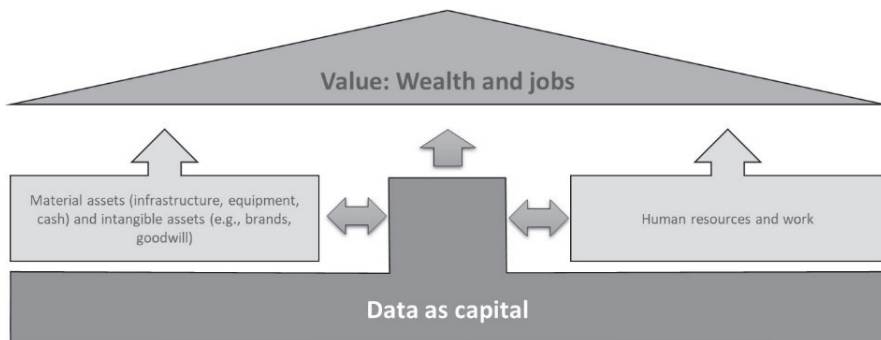 Value: Wealth and jobs
Material assets (infrastructure, equipment,
cash) and intangible assets (e.g., brands,
goodwill)
Human resources and work
Data as capital